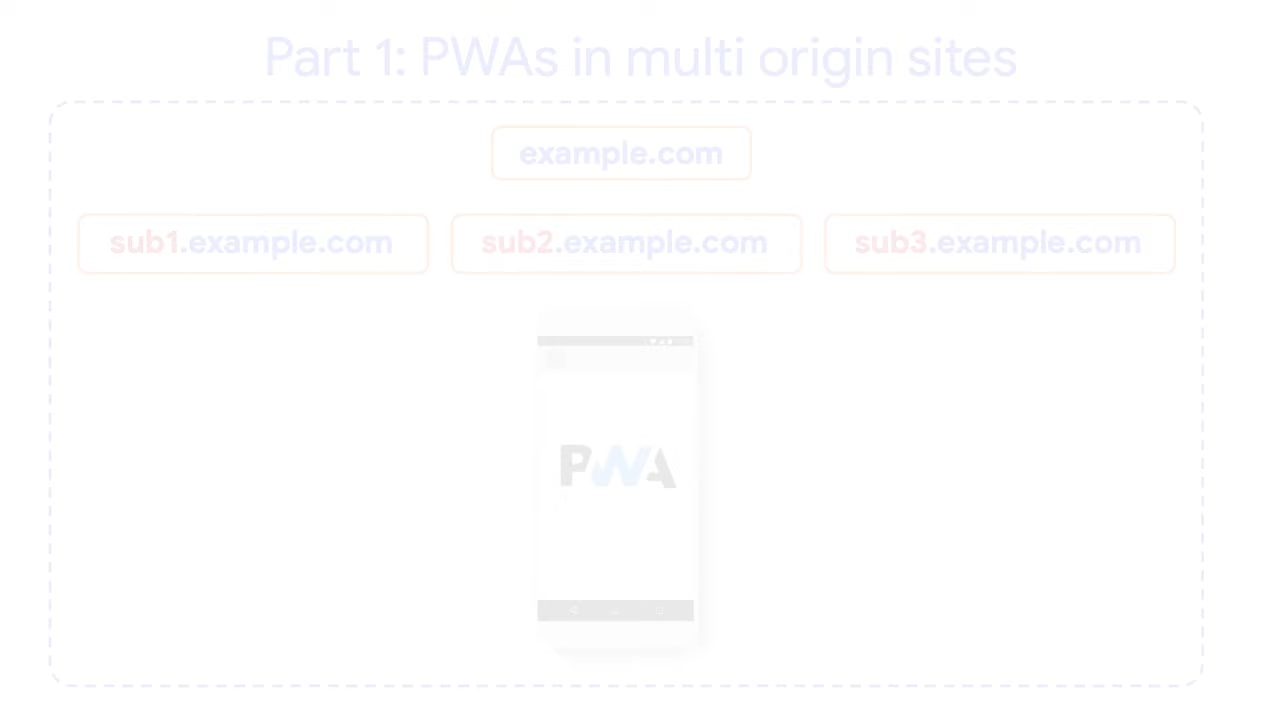 Part 1: PWAs in multi origin sites
example.com
sub1.example.com
sub2.example.com
sub3.example.com
PWA